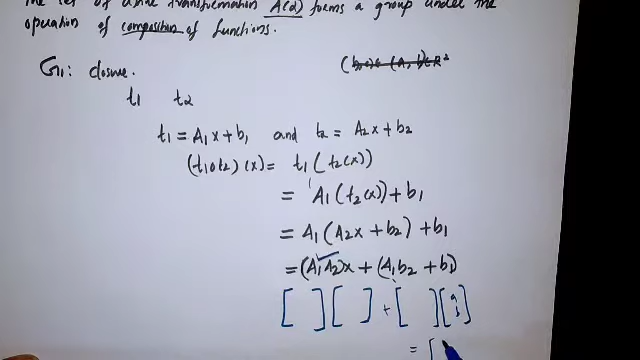 the set of affine transformation A(2) forms a group under the
operation of composition of functions.
G1: closure.
t1 t2
t1 = A1x + b1 and t2 = A2x + b2
(t1ot2)(x) = t1(t2(x))
= A1(t2(x)) + b1
= A1(A2x + b2) + b1
= (A1A2)x + (A1b2 + b1)
[ ] [ ] + [ ] [ ]
= [